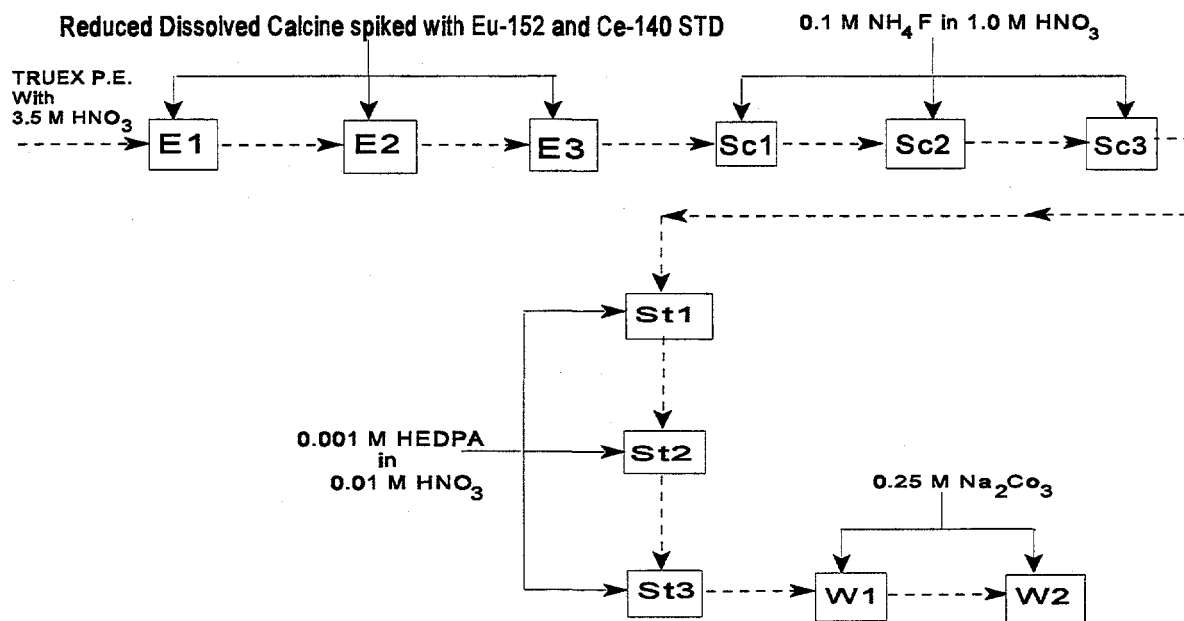 Reduced Dissolved Calcine spiked with Eu-152 and Ce-140 STD
0.1 M NH₄F in 1.0 M HNO₃
TRUEX P.E.
With
3.5 M HNO₃
E1
E2
E3
Sc1
Sc2
Sc3
St1
0.001 M HEDPA
in
0.01 M HNO₃
St2
0.25 M Na₂Co₃
St3
W1
W2